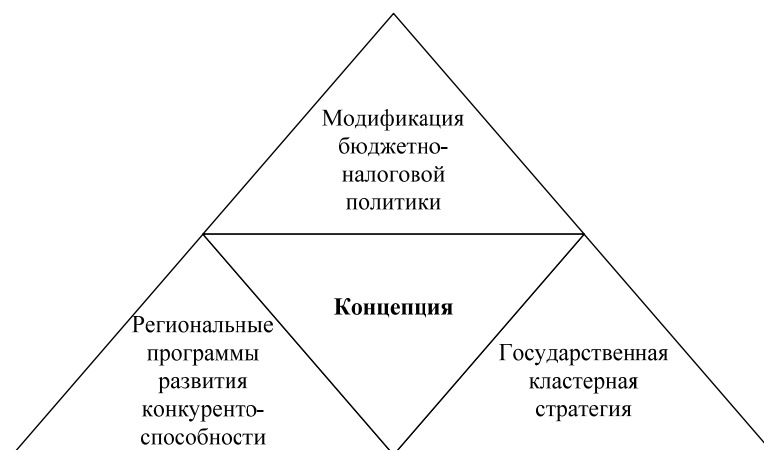 Модификация
бюджетно-
налоговой
политики
Концепция
Региональные
программы
развития
конкуренто-
способности
Государственная
кластерная
стратегия